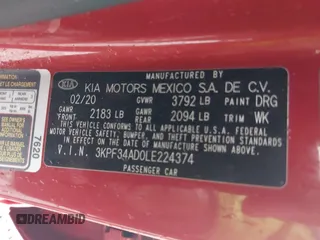 MANUFACTURED BY
KIA KIA MOTORS MEXICO S.A. DE C.V.
02/20 GVWR 3792 LB PAINT DRG
GAWR GAWR
FRONT 2183 LB REAR 2094 LB TRIM WK
THIS VEHICLE CONFORMS TO ALL APPLICABLE U.S. FEDERAL
MOTOR VEHICLE SAFETY, BUMPER, AND THEFT PREVENTION
STANDARDS IN EFFECT ON THE DATE OF MANUFACTURE SHOWN ABOVE.
V.I.N. 3KPF34AD0LE224374
PASSENGER CAR
7620
© DEAMBID